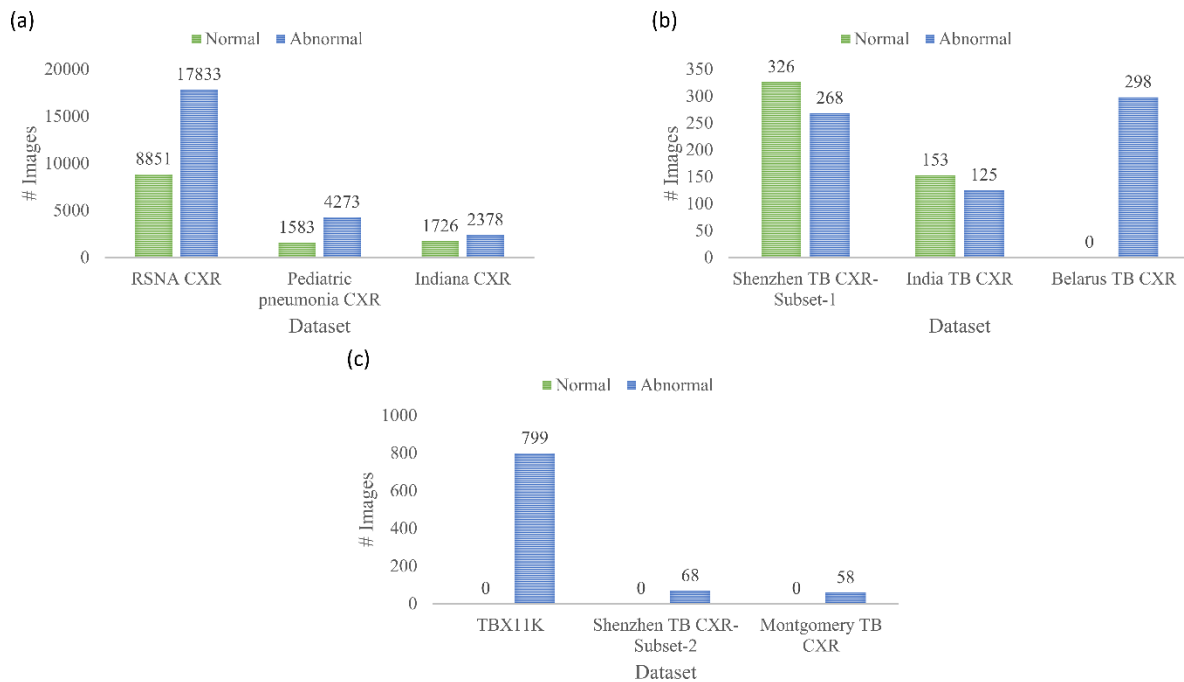 (a)
Normal Abnormal
20000
15000
10000
5000
0
# Images
8851 17833
1583 4273
1726 2378
RSNA CXR
Pediatric
pneumonia CXR
Indiana CXR
Dataset
(b)
Normal Abnormal
350
300
250
200
150
100
50
0
# Images
326 268
153 125
0 298
Shenzhen TB CXR-
Subset-1
India TB CXR
Belarus TB CXR
Dataset
(c)
Normal Abnormal
1000
800
600
400
200
0
# Images
0 799
0 68
0 58
TBX11K
Shenzhen TB CXR-
Subset-2
Montgomery TB
CXR
Dataset